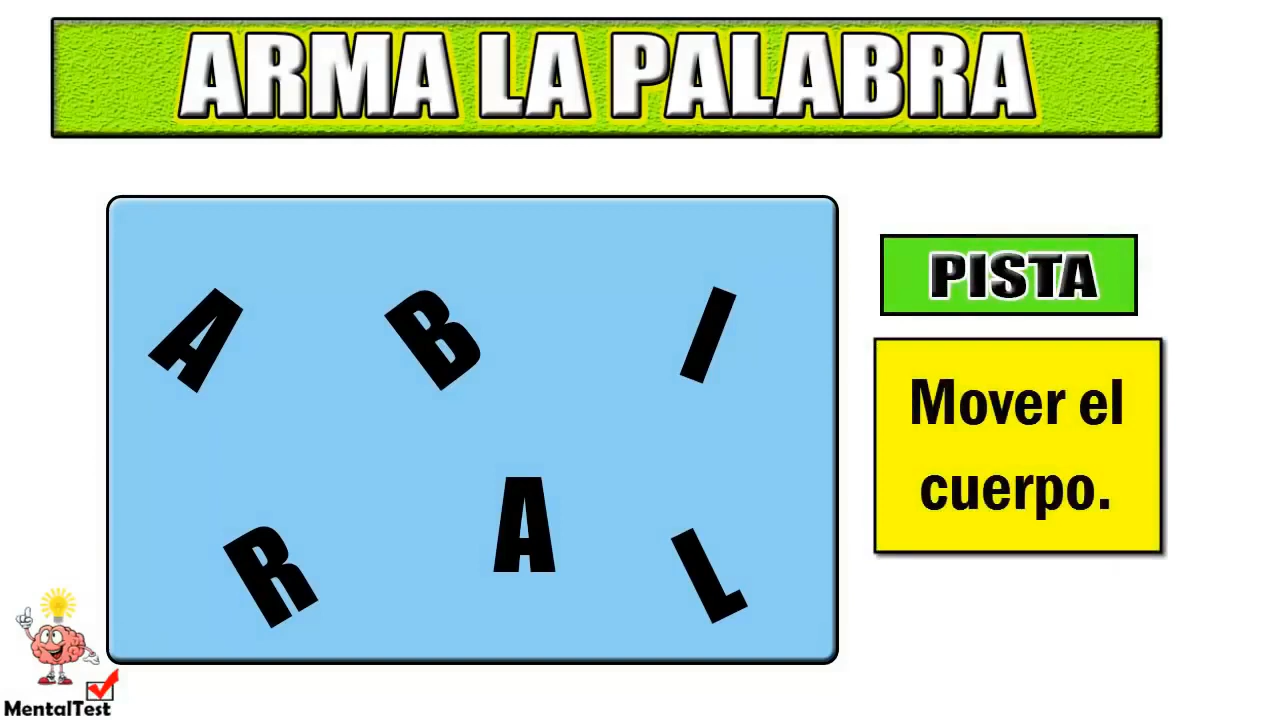 ARMA LA PALABRA
PISTA
A B I
Mover el
cuerpo.
R A L
MentalTest